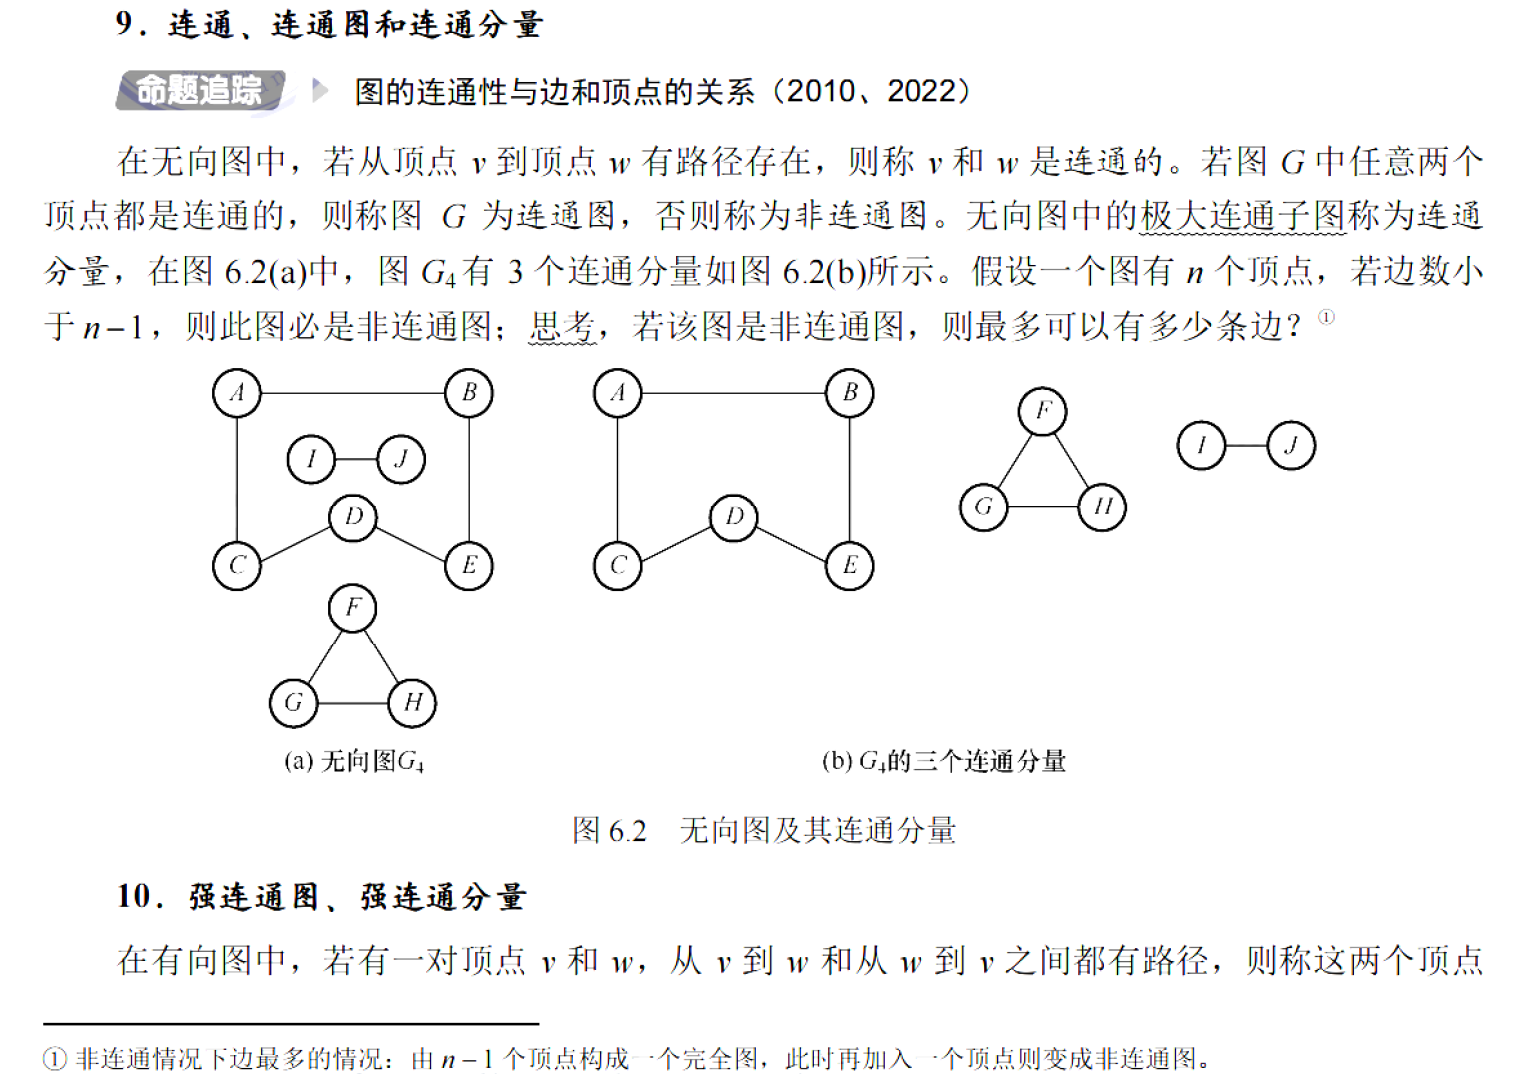 9．连通、连通图和连通分量
命题追踪 图的连通性与边和顶点的关系（2010、2022）
在无向图中，若从顶点 v 到顶点 w 有路径存在，则称 v 和 w 是连通的。若图 G 中任意两个
顶点都是连通的，则称图 G 为连通图，否则称为非连通图。无向图中的极大连通子图称为连通
分量，在图 6.2(a)中，图 G₄有 3 个连通分量如图 6.2(b)所示。假设一个图有 n 个顶点，若边数小
于 n−1，则此图必是非连通图；思考，若该图是非连通图，则最多可以有多少条边？①
A B A B
F
I J I J
D D G H
C E C E
F
G H
(a) 无向图G₄ (b) G₄的三个连通分量
图 6.2 无向图及其连通分量
10．强连通图、强连通分量
在有向图中，若有一对顶点 v 和 w，从 v 到 w 和从 w 到 v 之间都有路径，则称这两个顶点
① 非连通情况下边最多的情况：由 n−1 个顶点构成一个完全图，此时再加入一个顶点则变成非连通图。